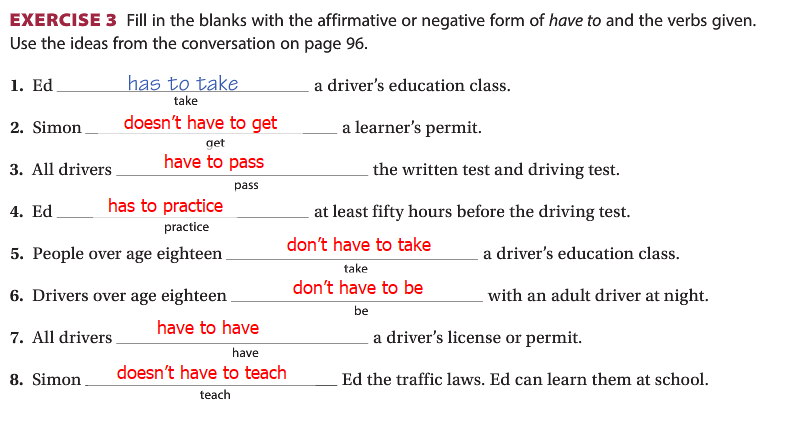 EXERCISE 3 Fill in the blanks with the affirmative or negative form of have to and the verbs given.
Use the ideas from the conversation on page 96.
1. Ed has to take a driver's education class.
take
2. Simon doesn't have to get a learner's permit.
get
3. All drivers have to pass the written test and driving test.
pass
4. Ed has to practice at least fifty hours before the driving test.
practice
5. People over age eighteen don't have to take a driver's education class.
take
6. Drivers over age eighteen don't have to be with an adult driver at night.
be
7. All drivers have to have a driver's license or permit.
have
8. Simon doesn't have to teach Ed the traffic laws. Ed can learn them at school.
teach